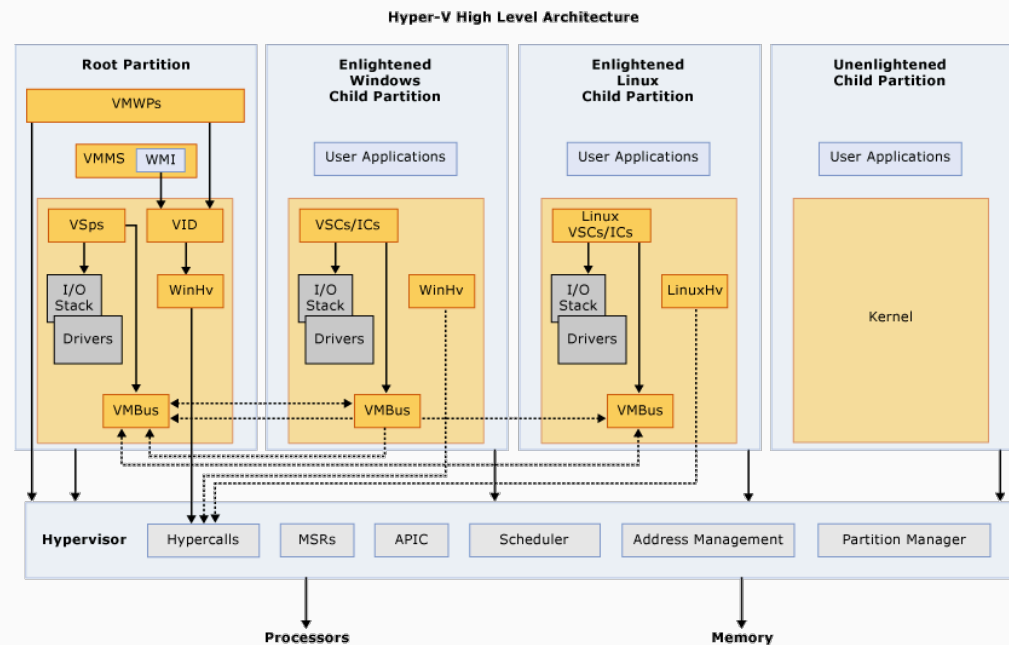 Hyper-V High Level Architecture
Root Partition
VMWPs
VMMS
WMI
VSps
VID
I/O
Stack
WinHv
Drivers
VMBus
Enlightened
Windows
Child Partition
User Applications
VSCs/ICs
I/O
Stack
WinHv
Drivers
VMBus
Enlightened
Linux
Child Partition
User Applications
Linux
VSCs/ICs
I/O
Stack
LinuxHv
Drivers
VMBus
Unenlightened
Child Partition
User Applications
Kernel
Hypervisor
Hypercalls
MSRs
APIC
Scheduler
Address Management
Partition Manager
Processors
Memory